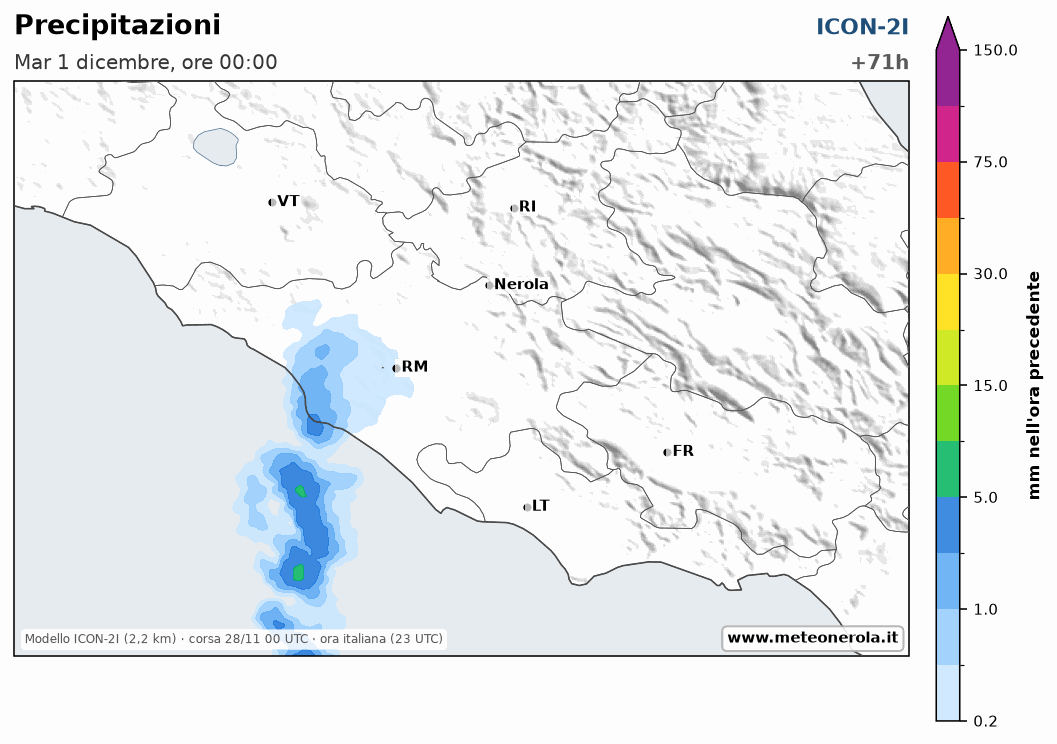 Precipitazioni
ICON-2I
Mar 1 dicembre, ore 00:00
+71h
150.0
75.0
30.0
15.0
5.0
1.0
0.2
mm nell'ora precedente
VT
RI
Nerola
RM
FR
LT
Modello ICON-2I (2,2 km) · corsa 28/11 00 UTC · ora italiana (23 UTC)
www.meteonerola.it